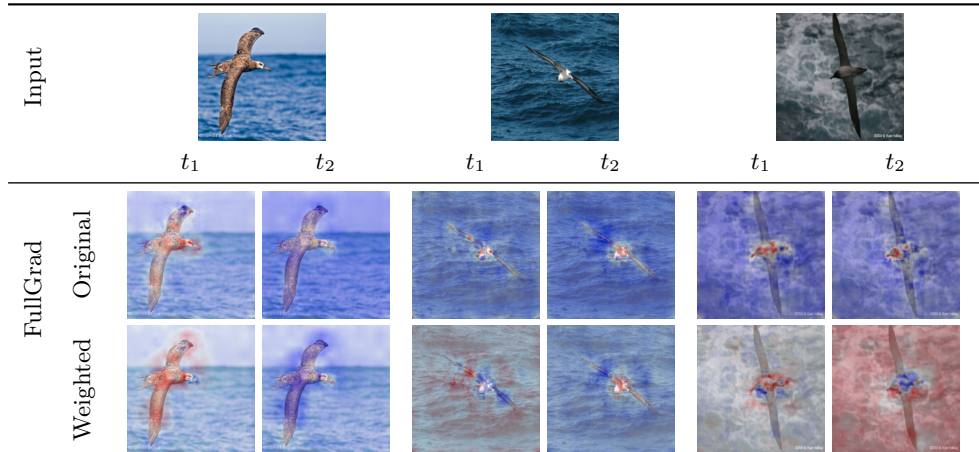 Input
t₁ t₂ t₁ t₂ t₁ t₂
FullGrad
Original
Weighted